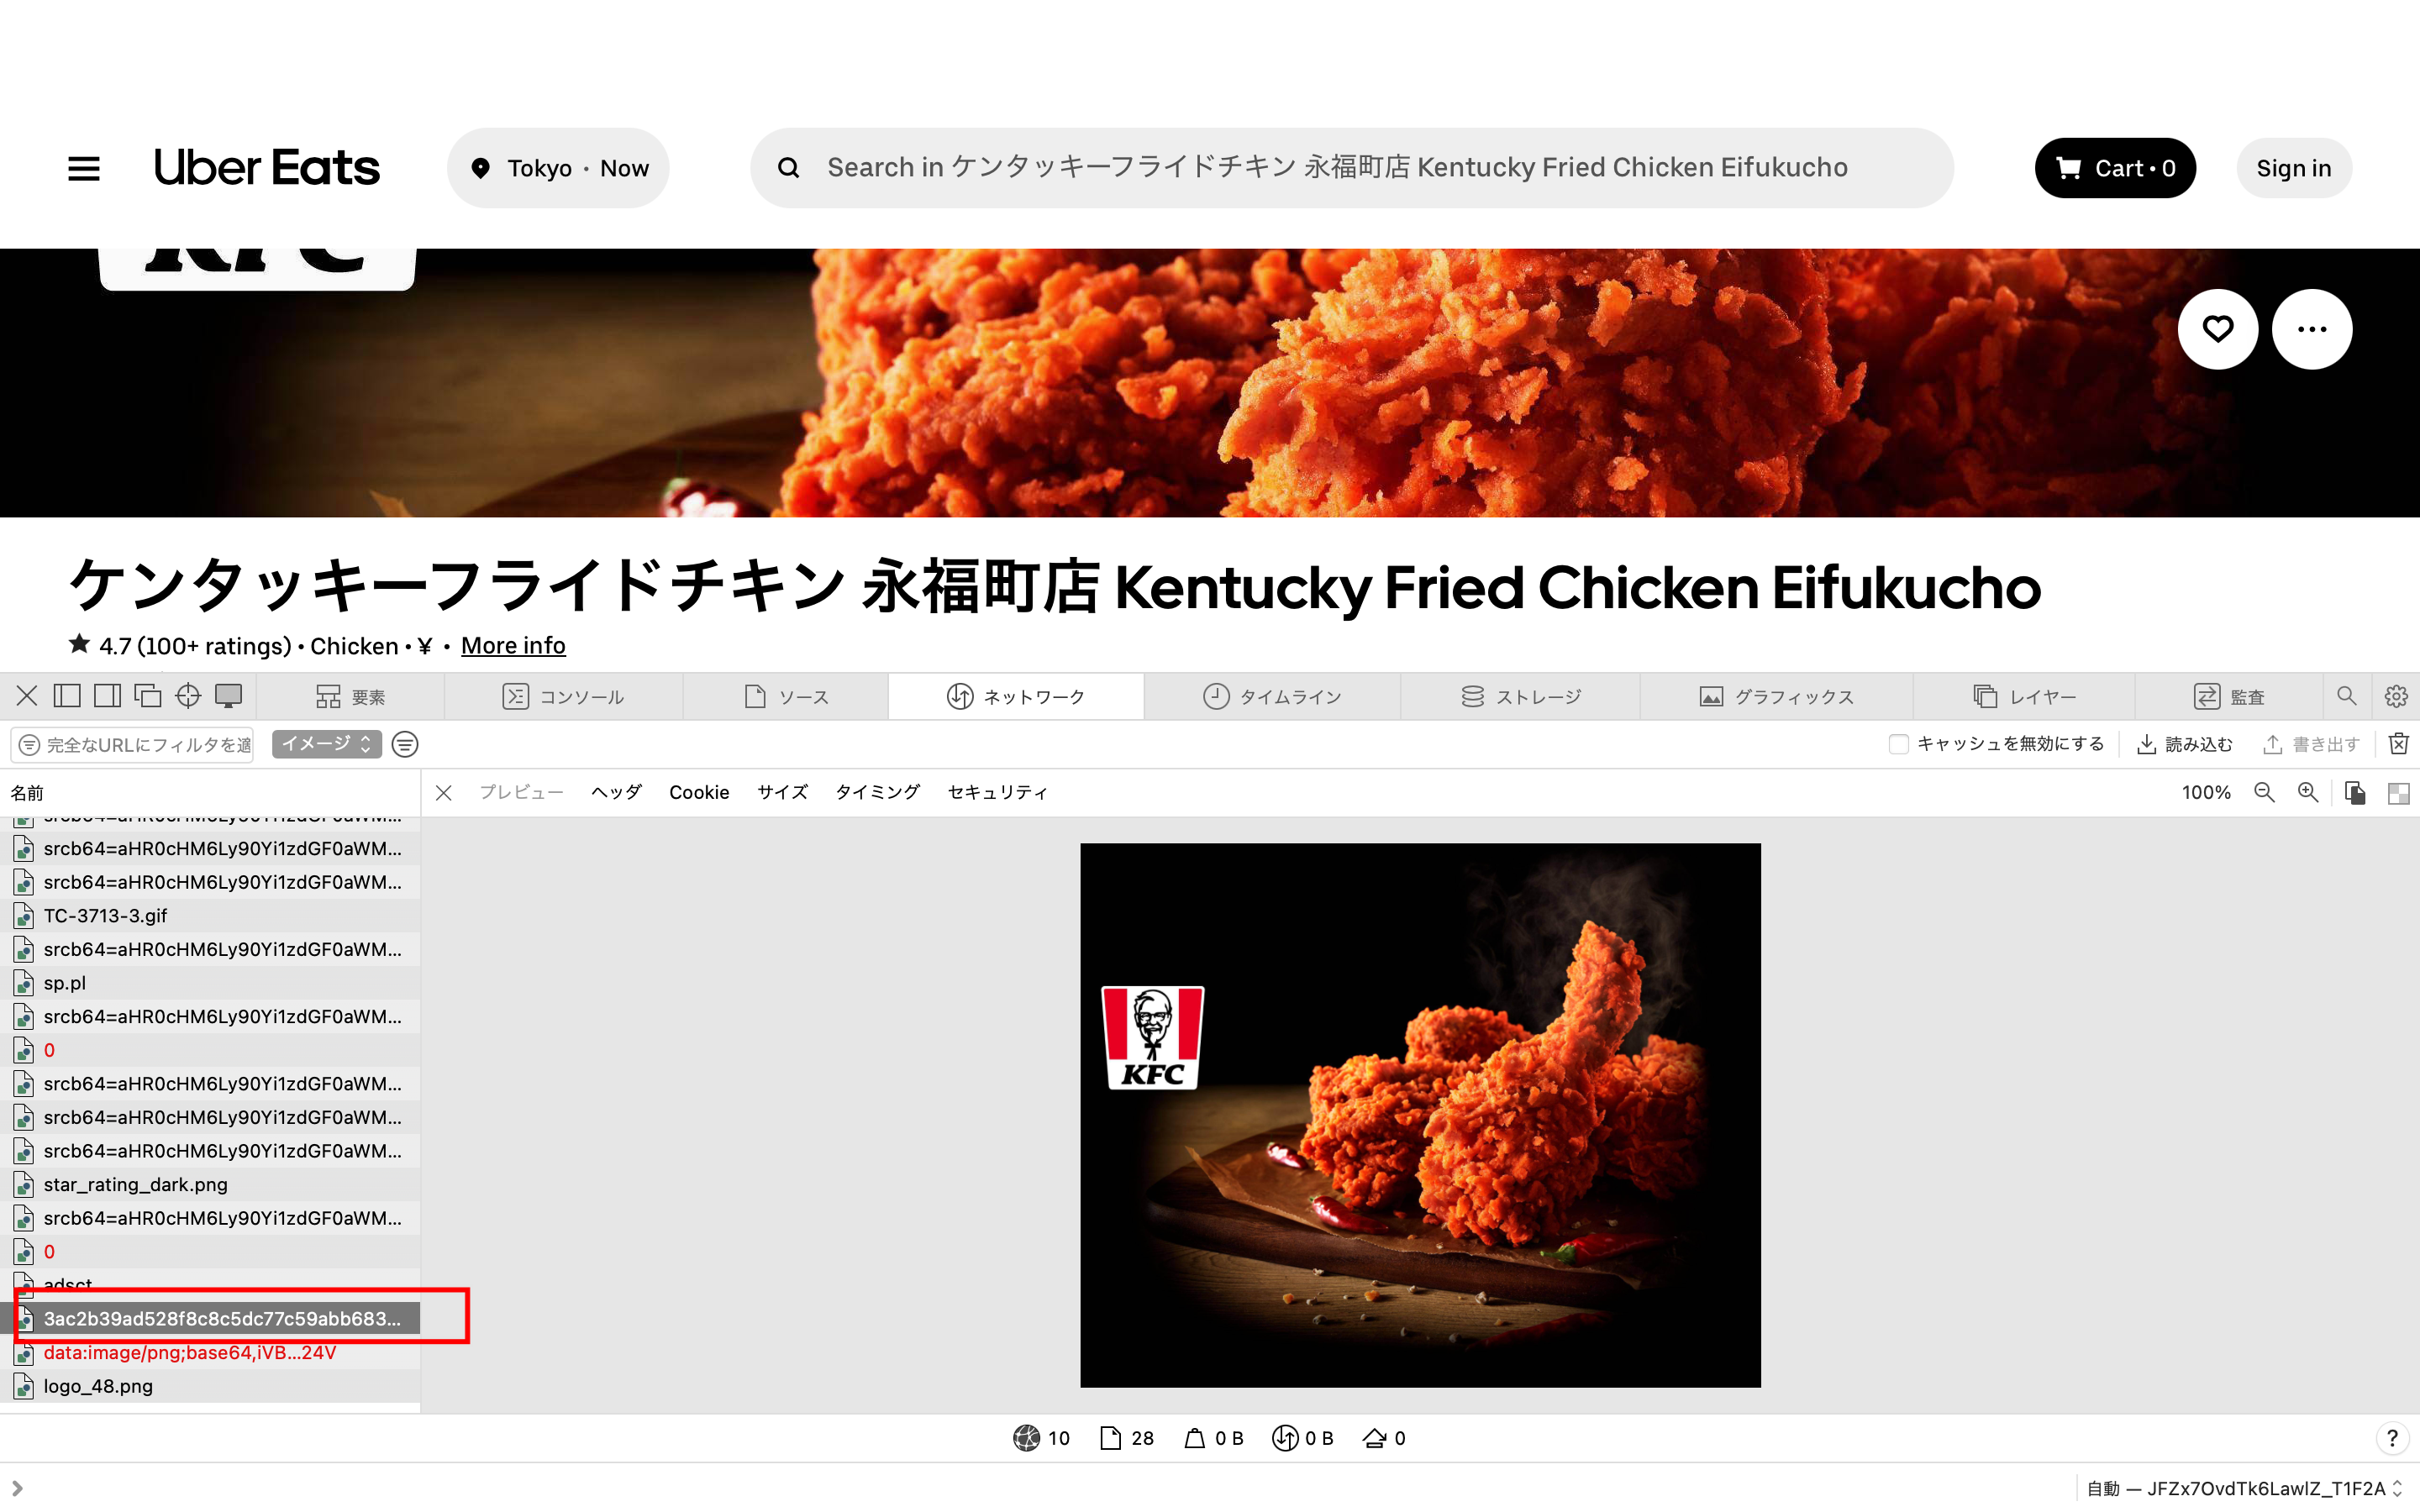 Uber Eats
Tokyo • Now
Search in ケンタッキーフライドチキン 永福町店 Kentucky Fried Chicken Eifukucho
Cart • 0
Sign in
KFC
ケンタッキーフライドチキン 永福町店 Kentucky Fried Chicken Eifukucho
★ 4.7 (100+ ratings) • Chicken • ¥ • More info
要素
コンソール
ソース
ネットワーク
タイムライン
ストレージ
グラフィックス
レイヤー
監査
完全なURLにフィルタを適
イメージ
キャッシュを無効にする
読み込む
書き出す
名前
プレビュー
ヘッダ
Cookie
サイズ
タイミング
セキュリティ
100%
srcb64=aHR0cHM6Ly90Yi1zdGF0aWM...
srcb64=aHR0cHM6Ly90Yi1zdGF0aWM...
srcb64=aHR0cHM6Ly90Yi1zdGF0aWM...
TC-3713-3.gif
srcb64=aHR0cHM6Ly90Yi1zdGF0aWM...
sp.pl
srcb64=aHR0cHM6Ly90Yi1zdGF0aWM...
0
srcb64=aHR0cHM6Ly90Yi1zdGF0aWM...
srcb64=aHR0cHM6Ly90Yi1zdGF0aWM...
srcb64=aHR0cHM6Ly90Yi1zdGF0aWM...
star_rating_dark.png
srcb64=aHR0cHM6Ly90Yi1zdGF0aWM...
0
adsct
3ac2b39ad528f8c8c5dc77c59abb683...
data:image/png;base64,iVB...24V
logo_48.png
KFC
10
28
0 B
0 B
0
?
自動 — JFZx7OvdTk6LawlZ_T1F2A